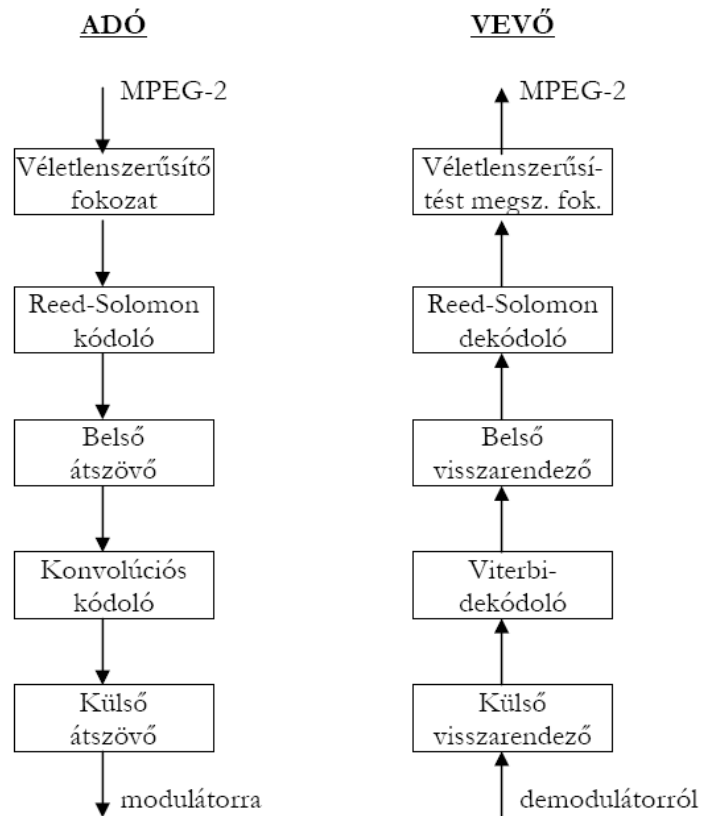 ADÓ
MPEG-2
Véletlenszerűsítő
fokozat
Reed-Solomon
kódoló
Belső
átszövő
Konvolúciós
kódoló
Külső
átszövő
modulátorra
VEVŐ
MPEG-2
Véletlenszerűsí-
tést megsz. fok.
Reed-Solomon
dekódoló
Belső
visszarendező
Viterbi-
dekódoló
Külső
visszarendező
demodulátorról